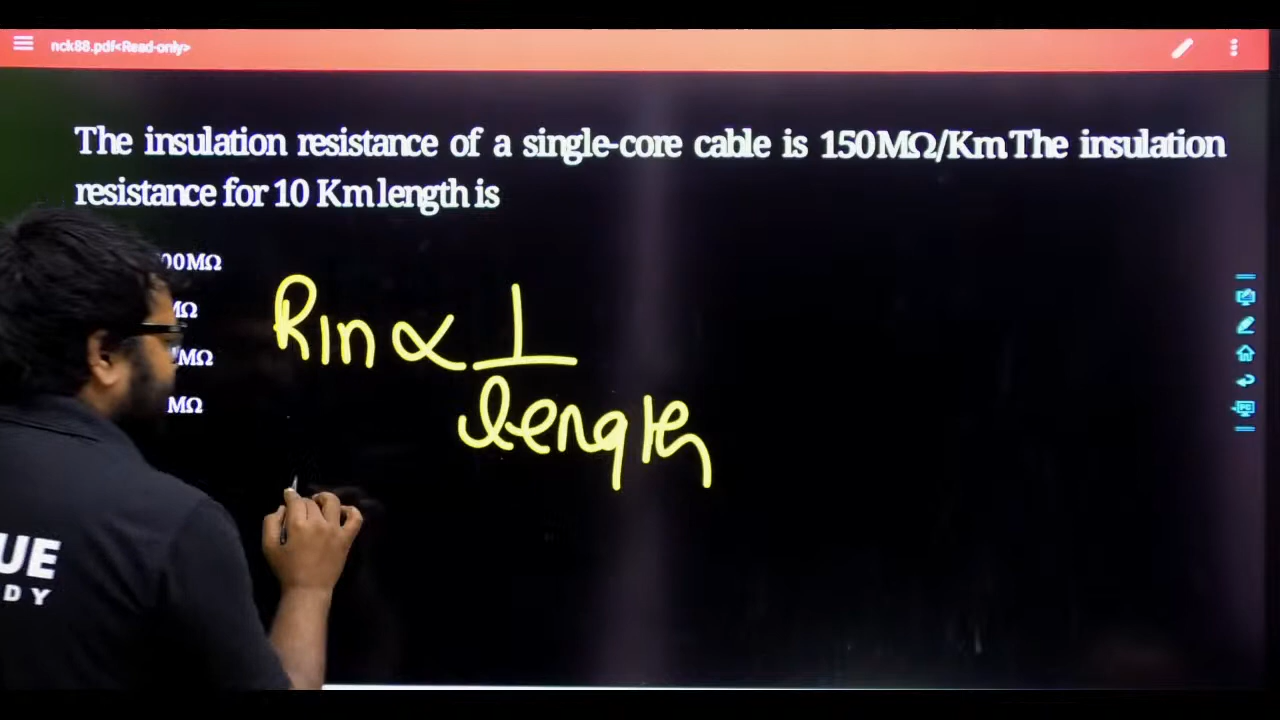 nck88.pdf<Read-only>
The insulation resistance of a single-core cable is 150MΩ/Km.The insulation
resistance for 10 Km length is
00MΩ
MΩ
MΩ
MΩ
Rin ∝ 1
length
UE
DY
PC